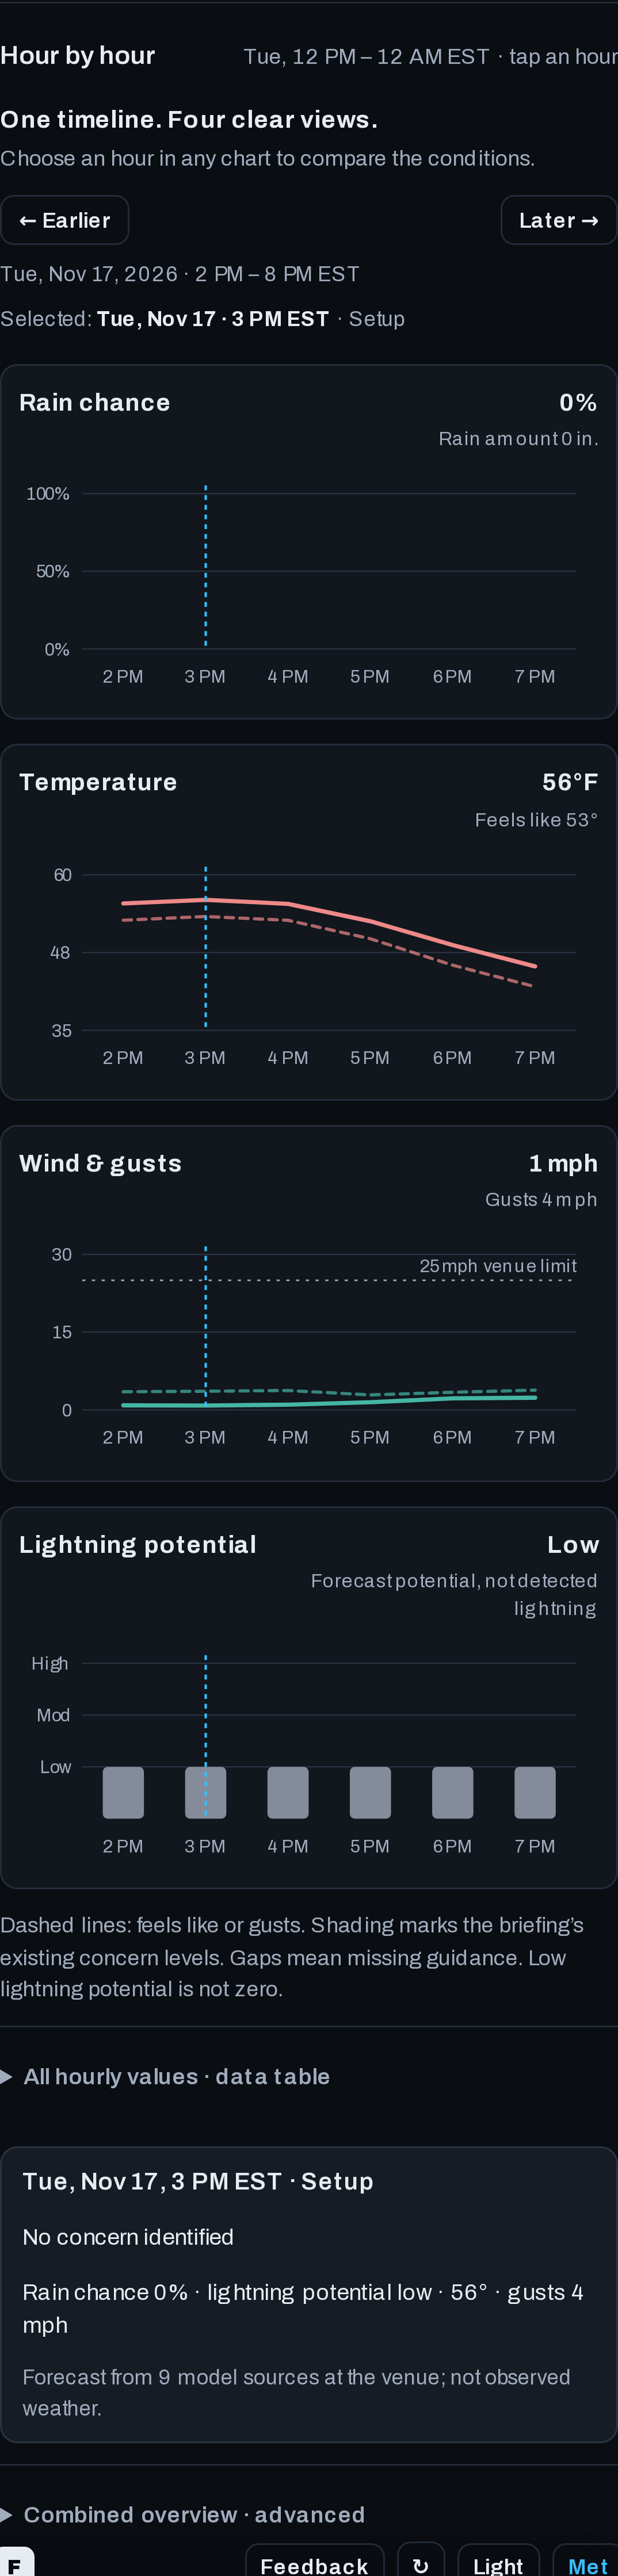 Hour by hour
Tue, 12 PM – 12 AM EST · tap an hour
One timeline. Four clear views.
Choose an hour in any chart to compare the conditions.
← Earlier
Later →
Tue, Nov 17, 2026 · 2 PM – 8 PM EST
Selected: Tue, Nov 17 · 3 PM EST · Setup
Rain chance
0%
Rain amount 0 in.
100%
50%
0%
2 PM 3 PM 4 PM 5 PM 6 PM 7 PM
Temperature
56°F
Feels like 53°
60
48
35
2 PM 3 PM 4 PM 5 PM 6 PM 7 PM
Wind & gusts
1 mph
Gusts 4 mph
30
25 mph venue limit
15
0
2 PM 3 PM 4 PM 5 PM 6 PM 7 PM
Lightning potential
Low
Forecast potential, not detected
lightning
High
Mod
Low
2 PM 3 PM 4 PM 5 PM 6 PM 7 PM
Dashed lines: feels like or gusts. Shading marks the briefing’s
existing concern levels. Gaps mean missing guidance. Low
lightning potential is not zero.
▶ All hourly values · data table
Tue, Nov 17, 3 PM EST · Setup
No concern identified
Rain chance 0% · lightning potential low · 56° · gusts 4
mph
Forecast from 9 model sources at the venue; not observed
weather.
▶ Combined overview · advanced
F
Feedback
↻
Light
Met